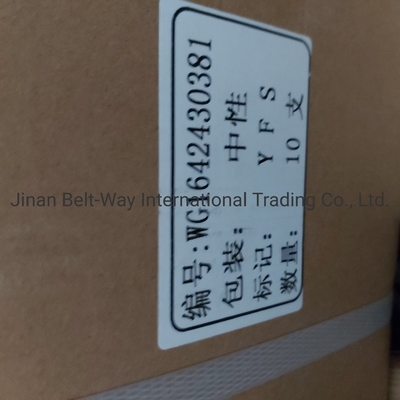 编号:WG1642430381
包装: 中性
标记: Y F S
数量: 10 支
Jinan Belt-Way International Trading Co., Ltd.